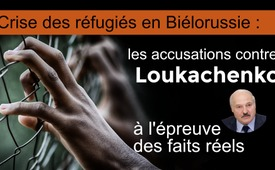 Crise des réfugiés en Biélorussie :
les accusations contre
Loukachenko
à l'épreuve
des faits réels